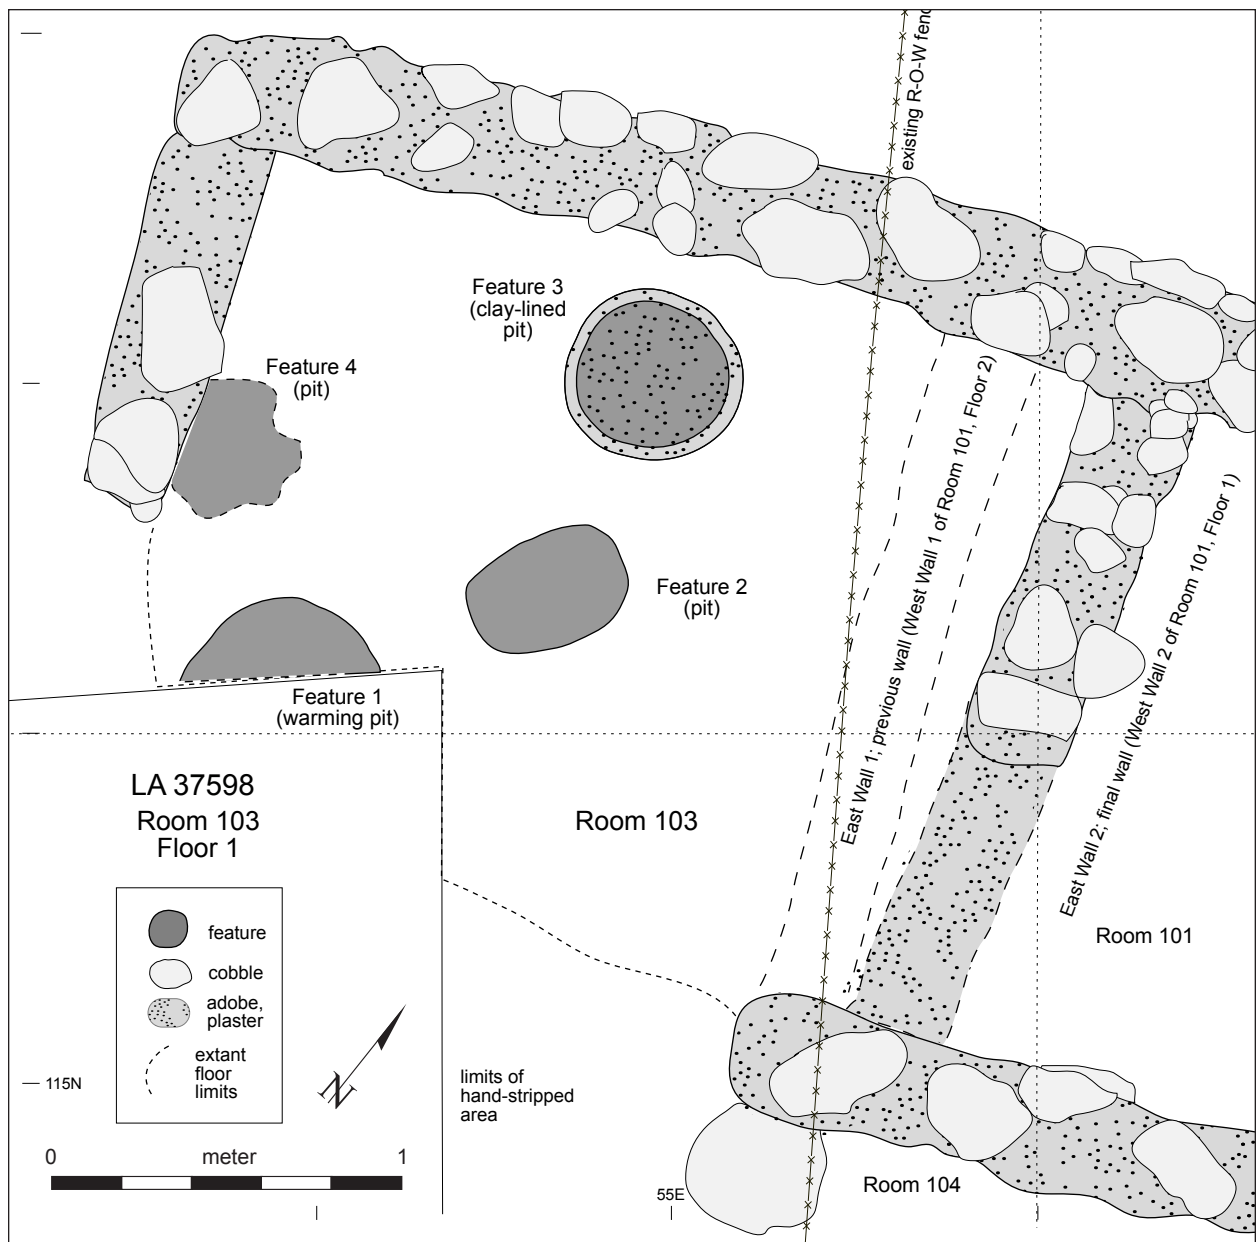 existing R-O-W fenc
Feature 3
(clay-lined
pit)
Feature 4
(pit)
East Wall 1; previous wall (West Wall 1 of Room 101, Floor 2)
East Wall 2; final wall (West Wall 2 of Room 101, Floor 1)
Feature 2
(pit)
Feature 1
(warming pit)
LA 37598
Room 103
Floor 1
Room 103
Room 101
feature
cobble
adobe,
plaster
extant
floor
limits
N
115N
limits of
hand-stripped
area
0 meter 1
55E
Room 104